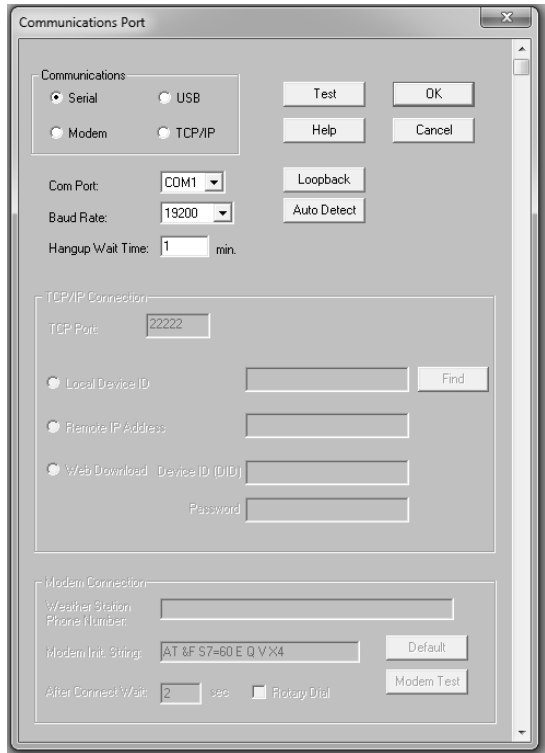 Communications Port
Communications
Serial USB
Modem TCP/IP
Test OK
Help Cancel
Com Port: COM1 Loopback
Baud Rate: 19200 Auto Detect
Hangup Wait Time: 1 min.
TCP/IP Connection
TCP Port: 22222
Local Device ID Find
Remote IP Address
Web Download Device ID (DID)
Password
Modem Connection
Weather Station
Phone Number:
Modem Init. String: AT &F S7=60 E Q V X4 Default
After Connect Wait: 2 sec Rotary Dial Modem Test